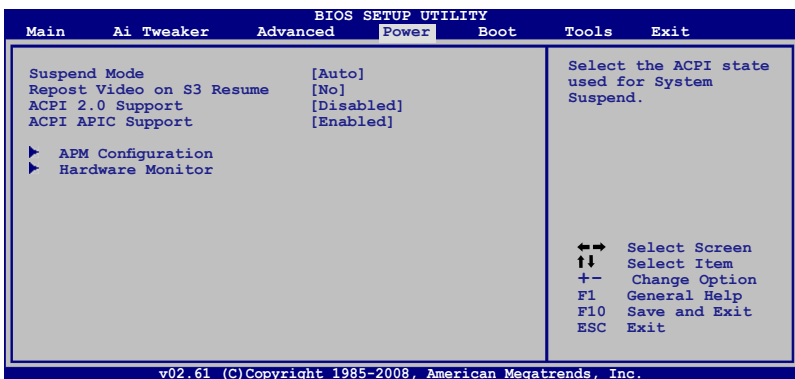 BIOS SETUP UTILITY
Main Ai Tweaker Advanced Power Boot Tools Exit
Suspend Mode [Auto]
Repost Video on S3 Resume [No]
ACPI 2.0 Support [Disabled]
ACPI APIC Support [Enabled]
APM Configuration
Hardware Monitor
Select the ACPI state
used for System
Suspend.
←→ Select Screen
↑↓ Select Item
+- Change Option
F1 General Help
F10 Save and Exit
ESC Exit
v02.61 (C)Copyright 1985-2008, American Megatrends, Inc.